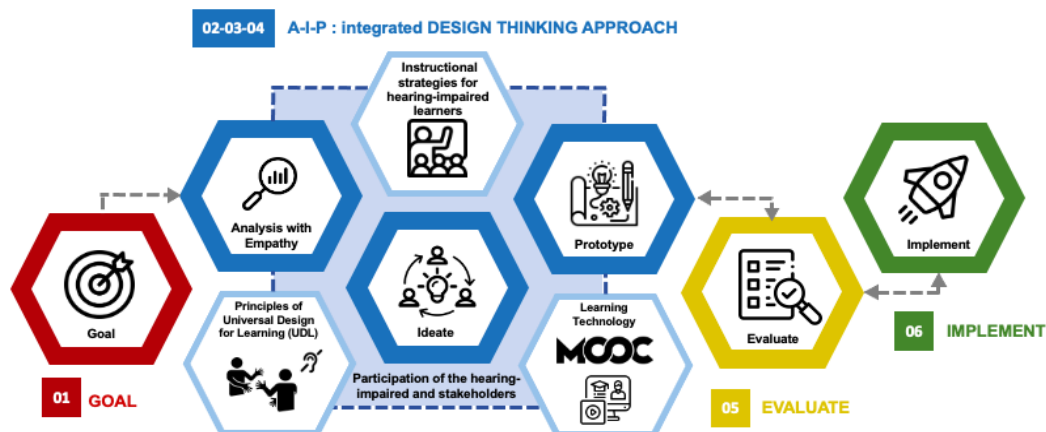 02-03-04 A-I-P : integrated DESIGN THINKING APPROACH
Instructional
strategies for
hearing-impaired
learners
Analysis with
Empathy
Prototype
Implement
Goal
Principles of
Universal Design
for Learning (UDL)
Ideate
Learning
Technology
MOOC
Evaluate
Participation of the hearing-
impaired and stakeholders
06 IMPLEMENT
01 GOAL
05 EVALUATE